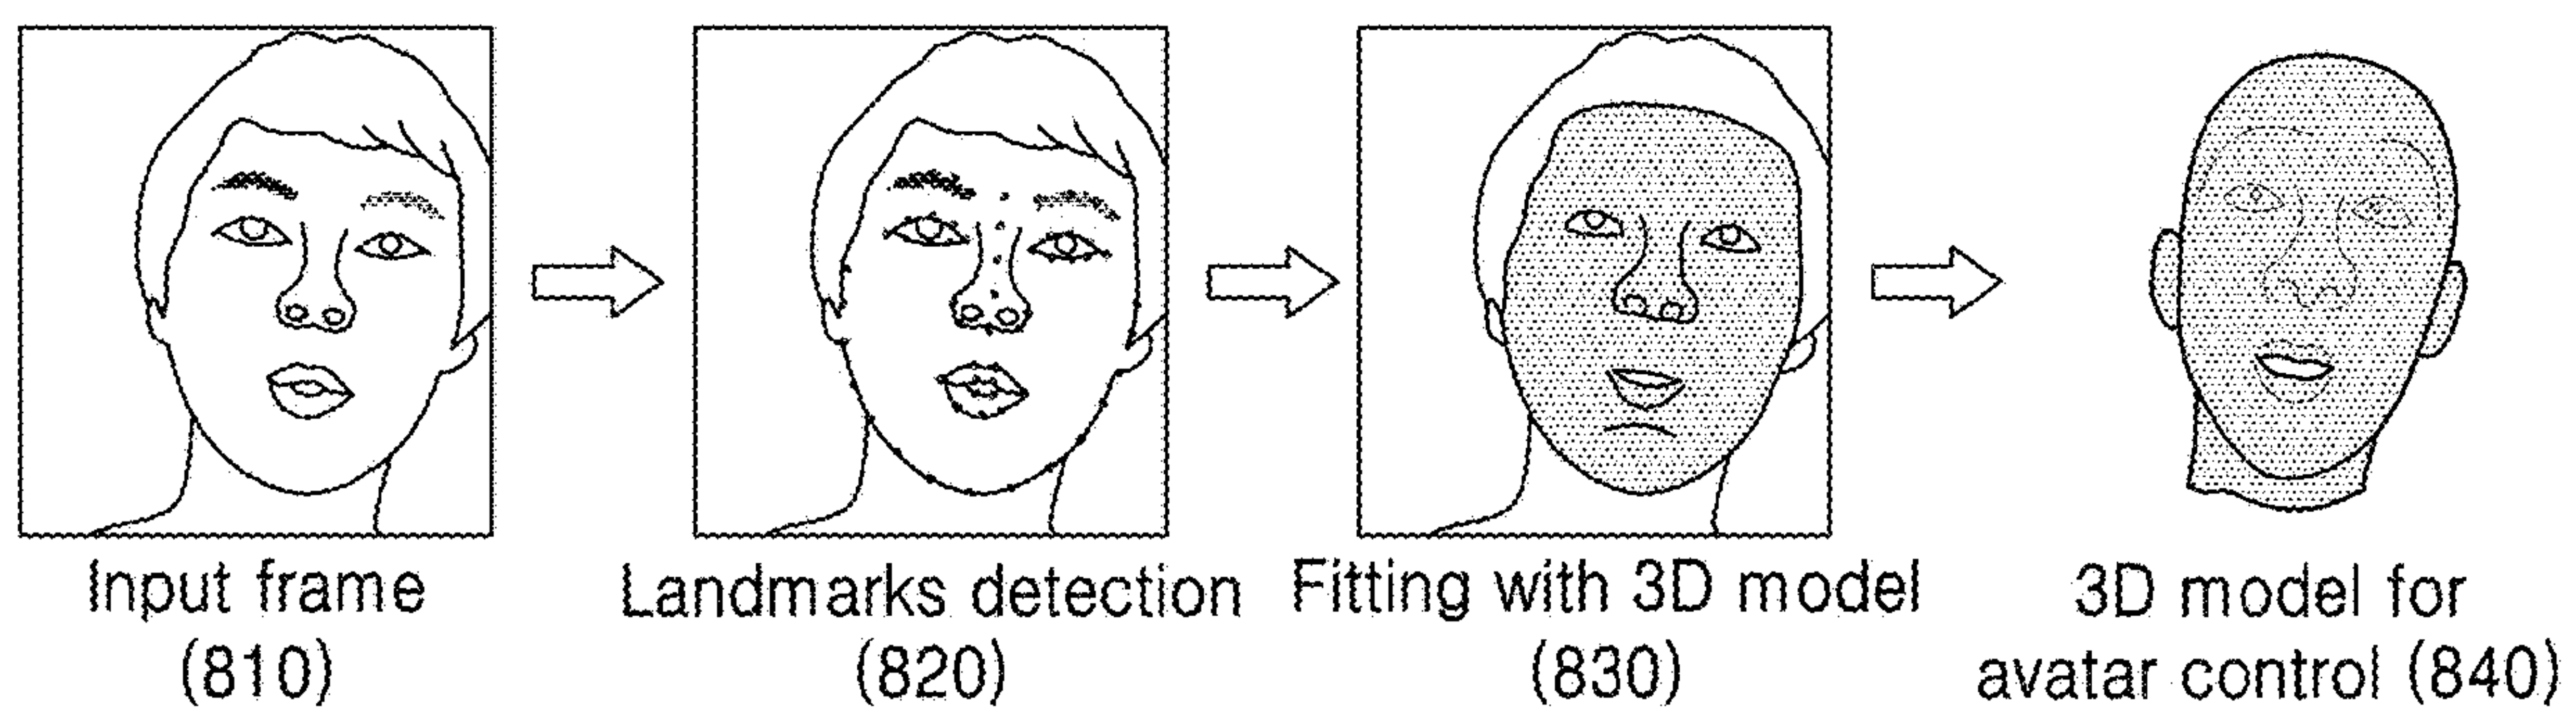 Input frame
(810)
Landmarks detection
(820)
Fitting with 3D model
(830)
3D model for
avatar control (840)